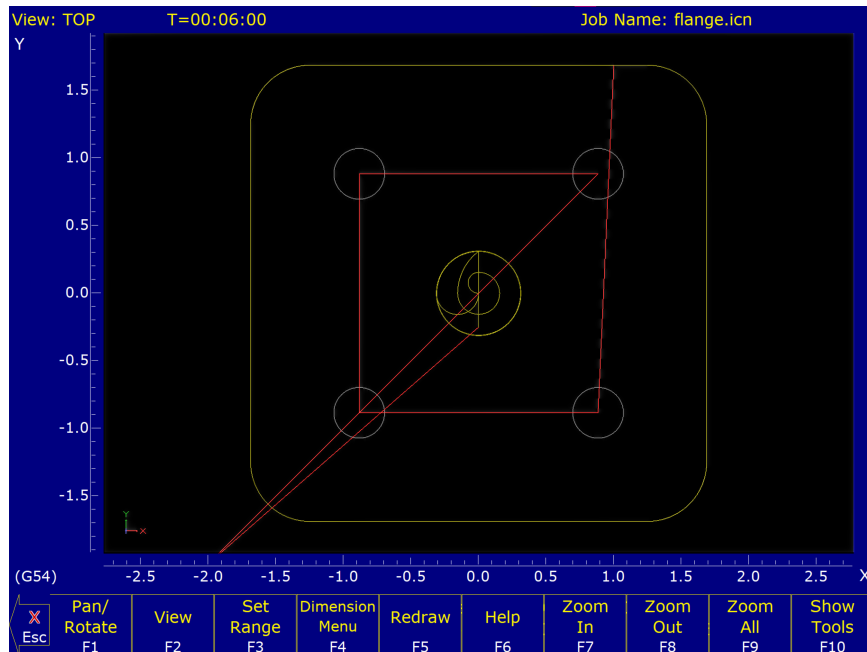 View: TOP T=00:06:00 Job Name: flange.icn
Y
1.5
1.0
0.5
0.0
-0.5
-1.0
-1.5
Y
X
(G54) -2.5 -2.0 -1.5 -1.0 -0.5 0.0 0.5 1.0 1.5 2.0 2.5 X
X Esc
Pan/ Rotate F1
View F2
Set Range F3
Dimension Menu F4
Redraw F5
Help F6
Zoom In F7
Zoom Out F8
Zoom All F9
Show Tools F10